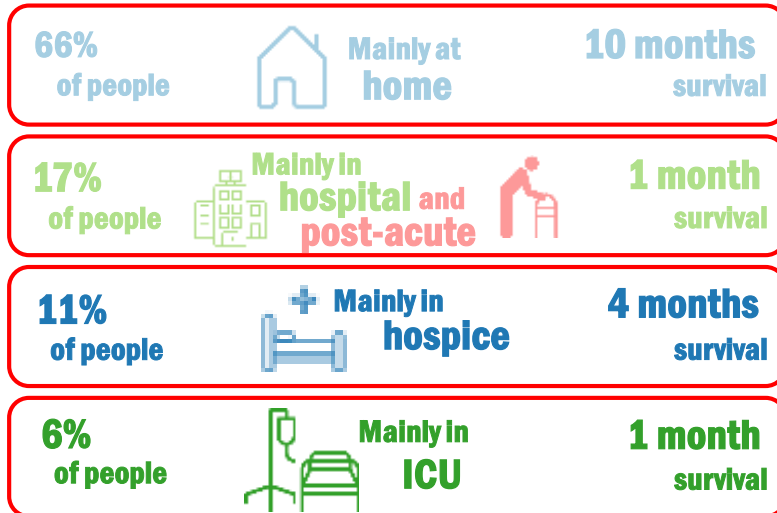 66%
of people
Mainly at
home
10 months
survival
17%
of people
Mainly in
hospital and
post-acute
1 month
survival
11%
of people
Mainly in
hospice
4 months
survival
6%
of people
Mainly in
ICU
1 month
survival